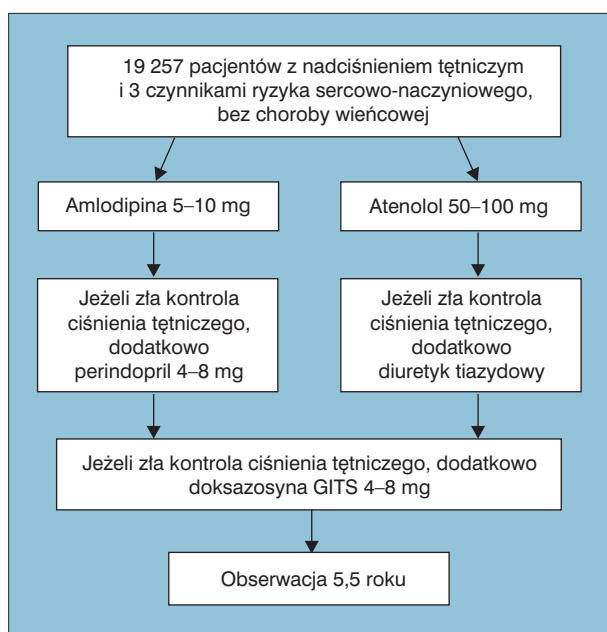 19 257 pacjentów z nadciśnieniem tętniczym
i 3 czynnikami ryzyka sercowo-naczyniowego,
bez choroby wieńcowej
Amlodipina 5–10 mg
Atenolol 50–100 mg
Jeżeli zła kontrola
ciśnienia tętniczego,
dodatkowo
perindopril 4–8 mg
Jeżeli zła kontrola
ciśnienia tętniczego,
dodatkowo
diuretyk tiazydowy
Jeżeli zła kontrola ciśnienia tętniczego, dodatkowo
doksazosyna GITS 4–8 mg
Obserwacja 5,5 roku